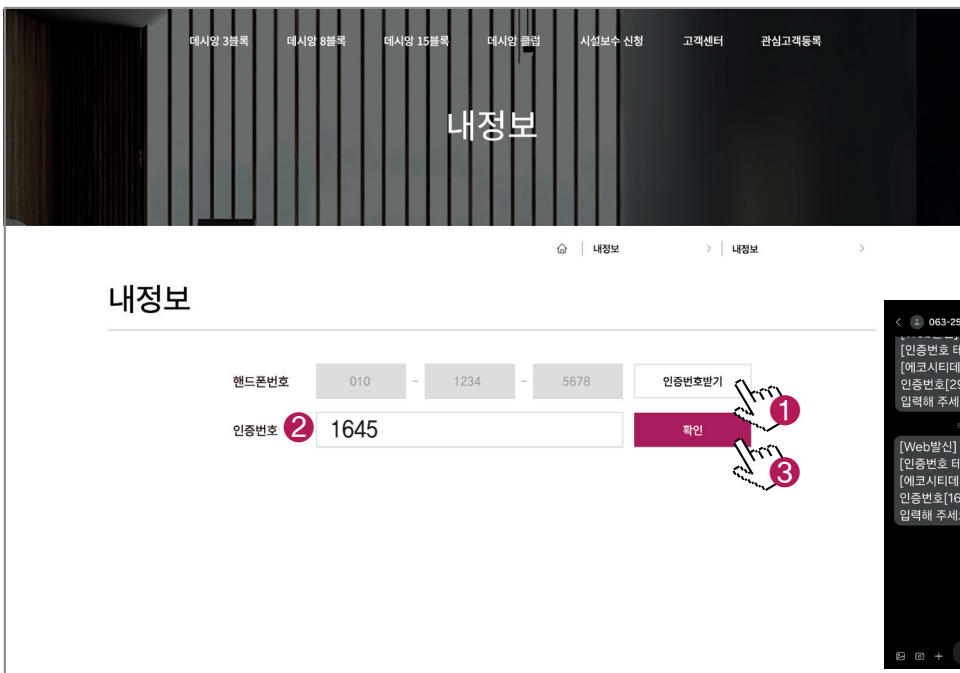 데시앙 3블록 데시앙 8블록 데시앙 15블록 데시앙 클럽 시설보수 신청 고객센터 관심고객등록
내정보
내정보 > 내정보 >
내정보
핸드폰번호 010 - 1234 - 5678 인증번호받기
1
인증번호 2 1645 확인
3
063-25
[인증번호 터
[에코시티데
인증번호[29
입력해 주세
[Web발신]
[인증번호 터
[에코시티데
인증번호[16
입력해 주세